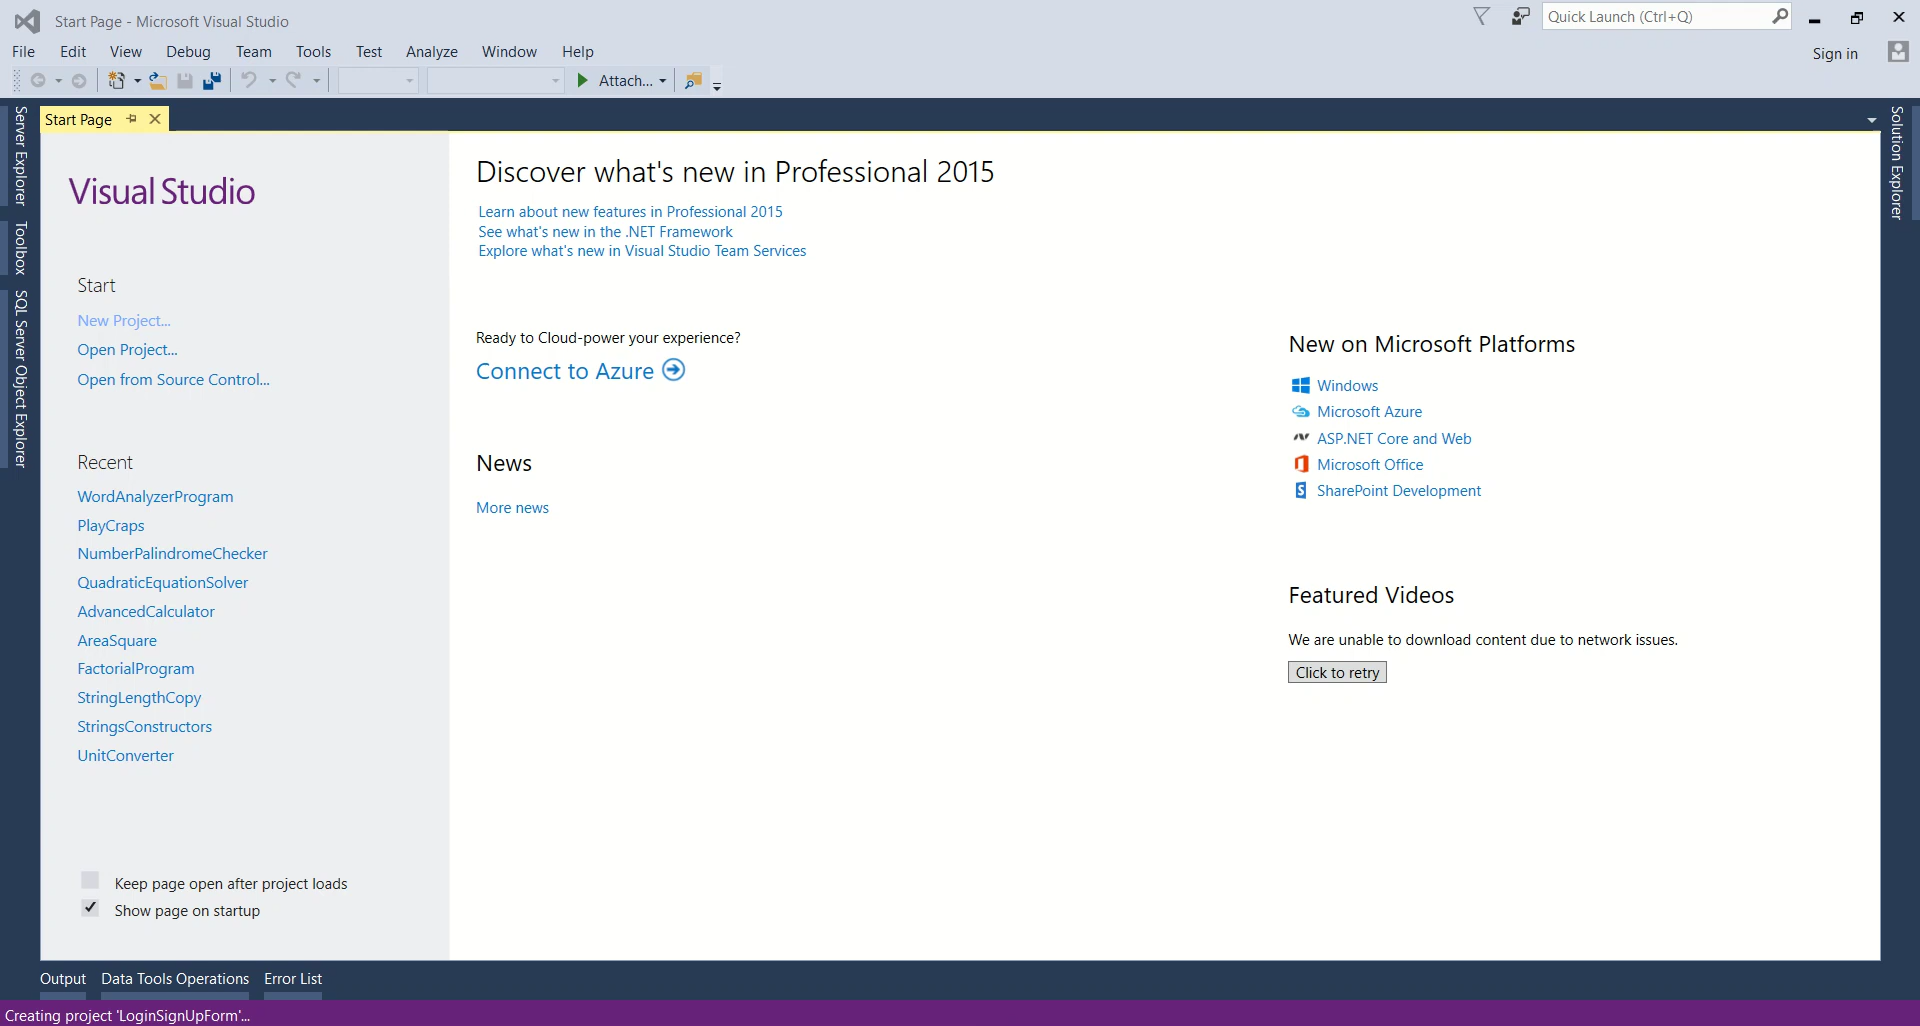 Start Page - Microsoft Visual Studio
Quick Launch (Ctrl+Q)
File Edit View Debug Team Tools Test Analyze Window Help
Sign in
Attach...
Server Explorer
Toolbox
SQL Server Object Explorer
Start Page
Solution Explorer
Visual Studio
Start
New Project...
Open Project...
Open from Source Control...
Recent
WordAnalyzerProgram
PlayCraps
NumberPalindromeChecker
QuadraticEquationSolver
AdvancedCalculator
AreaSquare
FactorialProgram
StringLengthCopy
StringsConstructors
UnitConverter
Keep page open after project loads
Show page on startup
Discover what's new in Professional 2015
Learn about new features in Professional 2015
See what's new in the .NET Framework
Explore what's new in Visual Studio Team Services
Ready to Cloud-power your experience?
Connect to Azure
News
More news
New on Microsoft Platforms
Windows
Microsoft Azure
ASP.NET Core and Web
Microsoft Office
SharePoint Development
Featured Videos
We are unable to download content due to network issues.
Click to retry
Output Data Tools Operations Error List
Creating project 'LoginSignUpForm'...